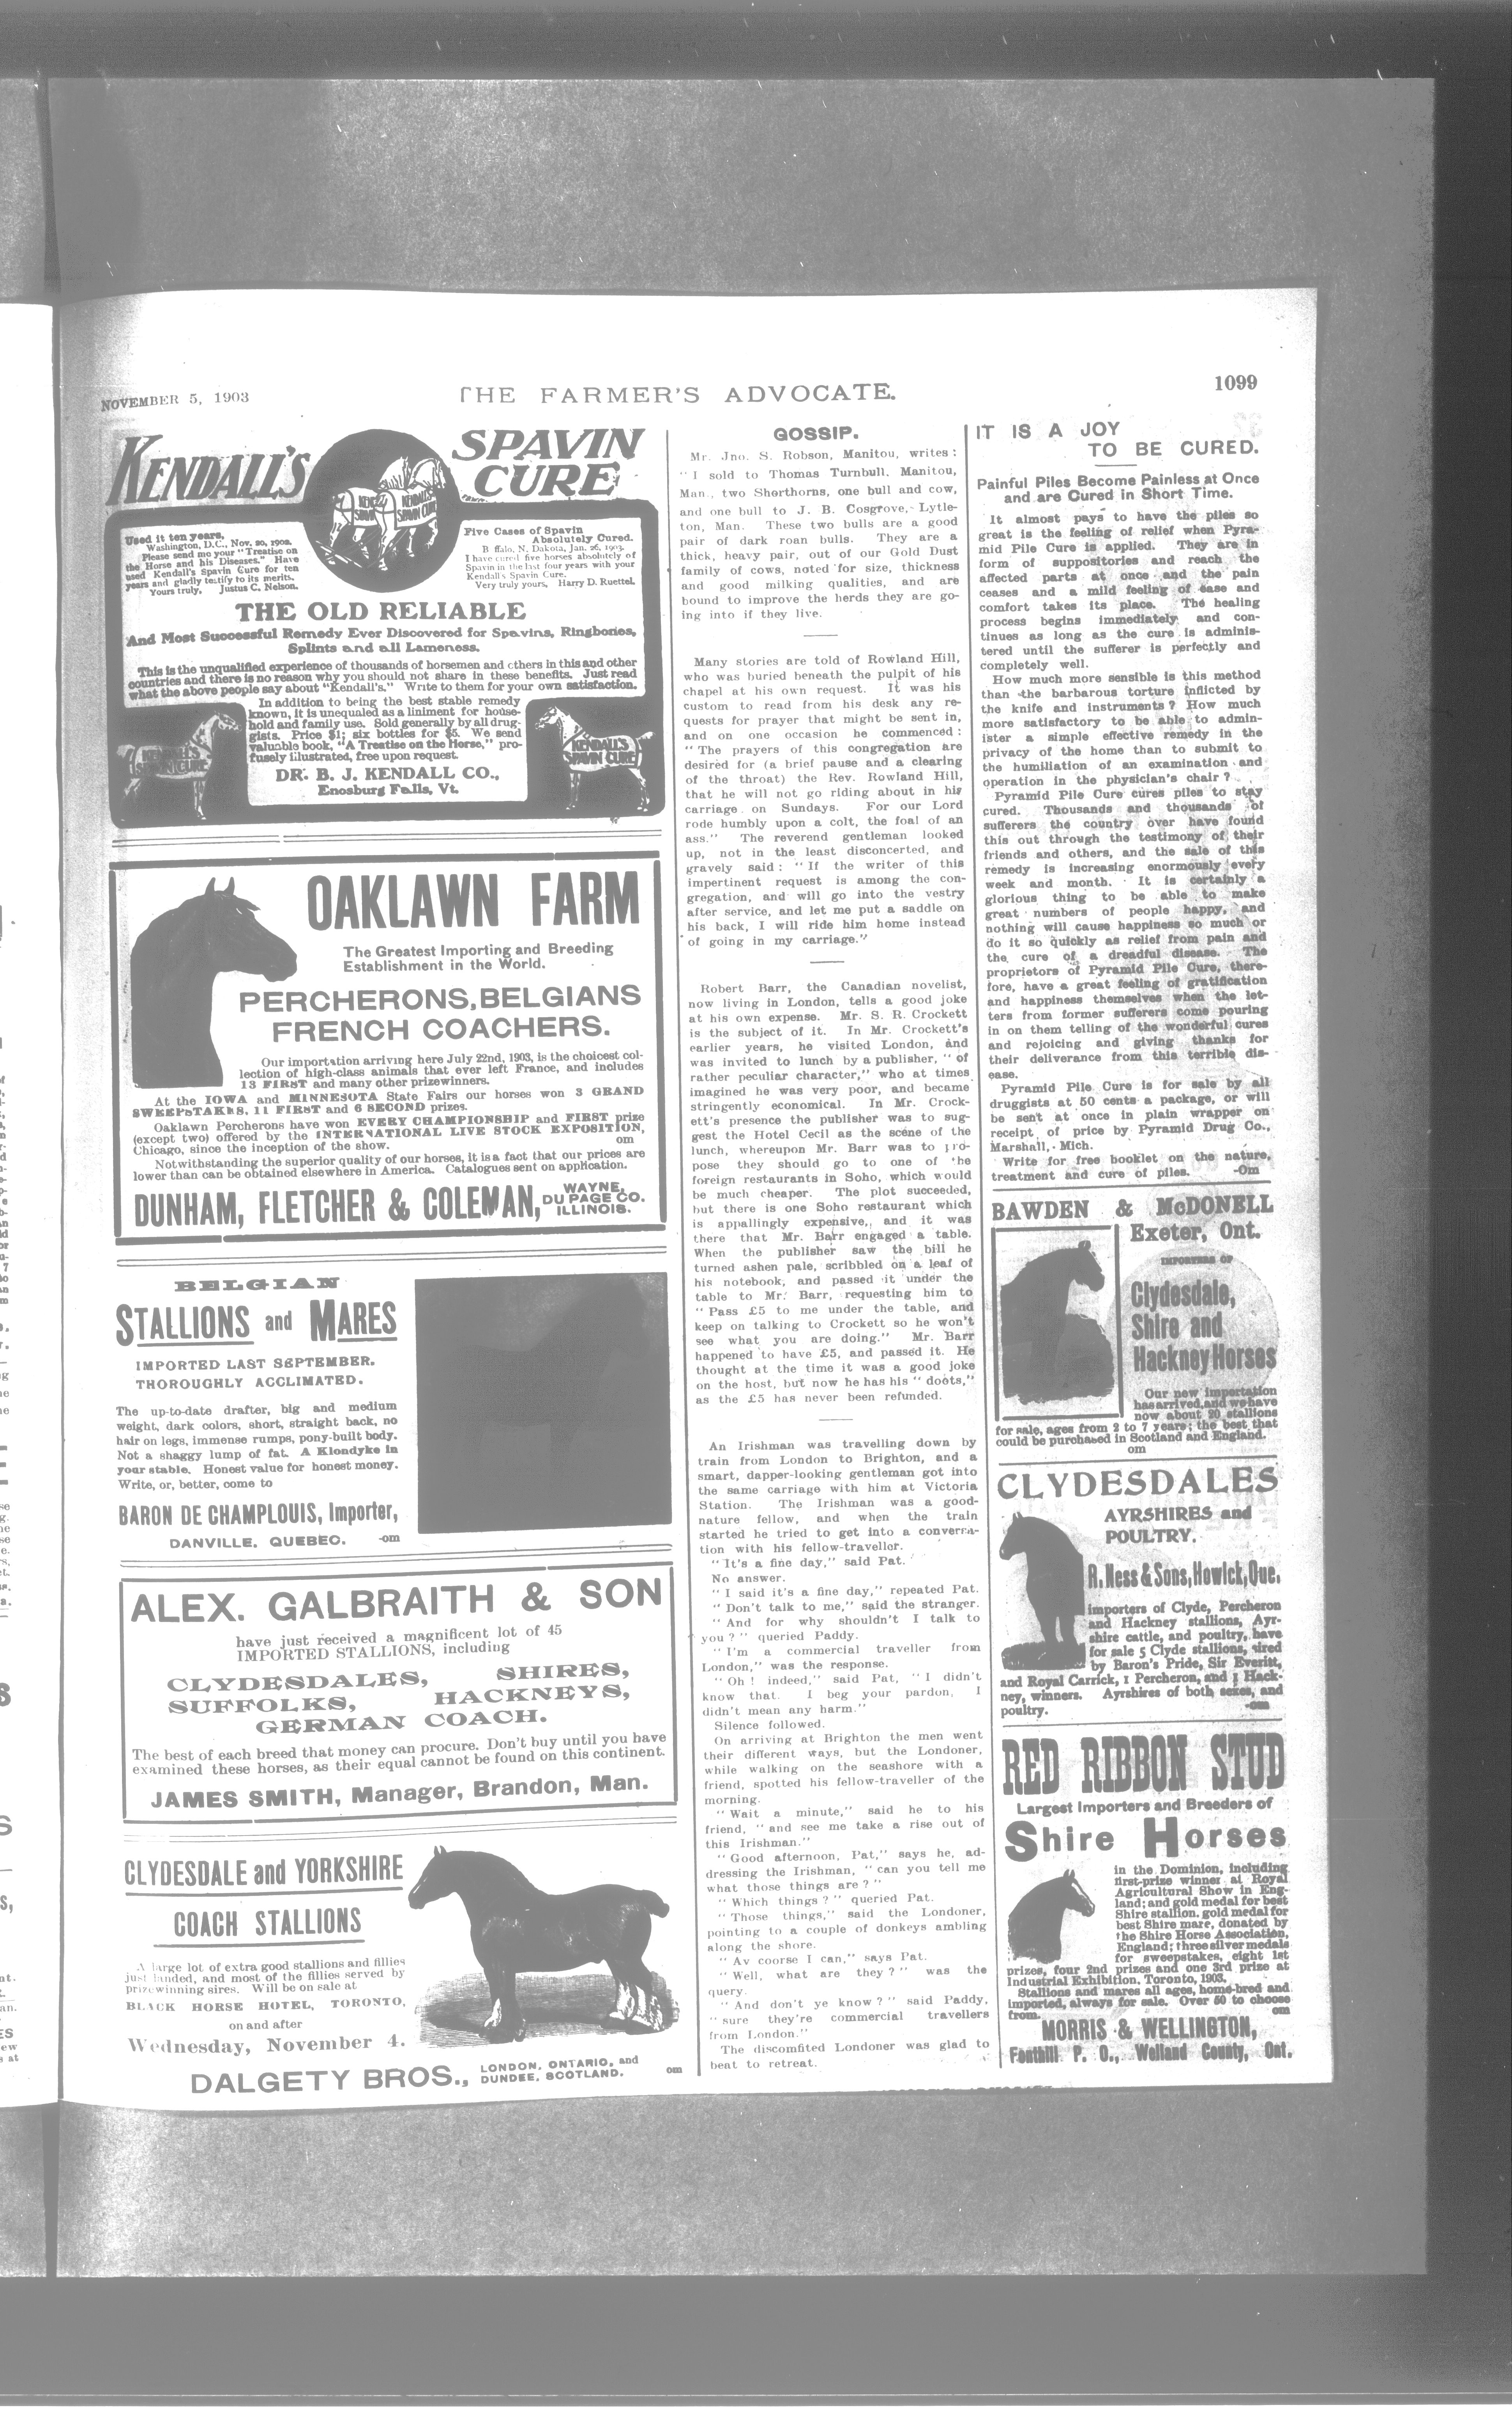 NOVEMBER 5, 1903
THE FARMER'S ADVOCATE.
1099
KENDALL'S
SPAVIN
CURE
Used it ten years.
Washington, D.C., Nov. 20, 1902.
Please send me your "Treatise on
the Horse and his Diseases." Have
used Kendall's Spavin Cure for ten
years and gladly testify to its merits.
Yours truly, Justus C. Nelson.
Five Cases of Spavin
Absolutely Cured.
B ffalo, N. Dakota, Jan. 26, 1903.
I have cured five horses absolutely of
Spavin in the last four years with your
Kendall's Spavin Cure.
Very truly yours, Harry D. Ruettel.
THE OLD RELIABLE
And Most Successful Remedy Ever Discovered for Spavins, Ringbones,
Splints and all Lameness.
This is the unqualified experience of thousands of horsemen and others in this and other
countries and there is no reason why you should not share in these benefits. Just read
what the above people say about "Kendall's." Write to them for your own satisfaction.
In addition to being the best stable remedy
known, it is unequaled as a liniment for house-
hold and family use. Sold generally by all drug-
gists. Price $1; six bottles for $5. We send
valuable book, "A Treatise on the Horse," pro-
fusely illustrated, free upon request.
DR. B. J. KENDALL CO.,
Enosburg Falls, Vt.
KENDALL'S
SPAVIN CURE
OAKLAWN FARM
The Greatest Importing and Breeding
Establishment in the World.
PERCHERONS, BELGIANS
FRENCH COACHERS.
Our importation arriving here July 22nd, 1903, is the choicest col-
lection of high-class animals that ever left France, and includes
13 FIRST and many other prizewinners.
At the IOWA and MINNESOTA State Fairs our horses won 3 GRAND
SWEEPSTAKES, 11 FIRST and 6 SECOND prizes.
Oaklawn Percherons have won EVERY CHAMPIONSHIP and FIRST prize
(except two) offered by the INTERNATIONAL LIVE STOCK EXPOSITION,
Chicago, since the inception of the show. om
Notwithstanding the superior quality of our horses, it is a fact that our prices are
lower than can be obtained elsewhere in America. Catalogues sent on application.
DUNHAM, FLETCHER & COLEMAN,
WAYNE,
DU PAGE CO.
ILLINOIS.
BELGIAN
STALLIONS and MARES
IMPORTED LAST SEPTEMBER.
THOROUGHLY ACCLIMATED.
The up-to-date drafter, big and medium
weight, dark colors, short, straight back, no
hair on legs, immense rumps, pony-built body.
Not a shaggy lump of fat. A Klondyke in
your stable. Honest value for honest money.
Write, or, better, come to
BARON DE CHAMPLOUIS, Importer,
DANVILLE, QUEBEC. -om
ALEX. GALBRAITH & SON
have just received a magnificent lot of 45
IMPORTED STALLIONS, including
CLYDESDALES, SHIRES,
SUFFOLKS, HACKNEYS,
GERMAN COACH.
The best of each breed that money can procure. Don't buy until you have
examined these horses, as their equal cannot be found on this continent.
JAMES SMITH, Manager, Brandon, Man.
CLYDESDALE and YORKSHIRE
COACH STALLIONS
A large lot of extra good stallions and fillies
just landed, and most of the fillies served by
prizewinning sires. Will be on sale at
BLACK HORSE HOTEL, TORONTO,
on and after
Wednesday, November 4.
DALGETY BROS.,
LONDON, ONTARIO, and
DUNDEE, SCOTLAND.
om
GOSSIP.
Mr. Jno. S. Robson, Manitou, writes:
"I sold to Thomas Turnbull, Manitou,
Man., two Shorthorns, one bull and cow,
and one bull to J. B. Cosgrove, Lytle-
ton, Man. These two bulls are a good
pair of dark roan bulls. They are a
thick, heavy pair, out of our Gold Dust
family of cows, noted for size, thickness
and good milking qualities, and are
bound to improve the herds they are go-
ing into if they live.
Many stories are told of Rowland Hill,
who was buried beneath the pulpit of his
chapel at his own request. It was his
custom to read from his desk any re-
quests for prayer that might be sent in,
and on one occasion he commenced:
"The prayers of this congregation are
desired for (a brief pause and a clearing
of the throat) the Rev. Rowland Hill,
that he will not go riding about in his
carriage on Sundays. For our Lord
rode humbly upon a colt, the foal of an
ass." The reverend gentleman looked
up, not in the least disconcerted, and
gravely said: "If the writer of this
impertinent request is among the con-
gregation, and will go into the vestry
after service, and let me put a saddle on
his back, I will ride him home instead
of going in my carriage."
Robert Barr, the Canadian novelist,
now living in London, tells a good joke
at his own expense. Mr. S. R. Crockett
is the subject of it. In Mr. Crockett's
earlier years, he visited London, and
was invited to lunch by a publisher, "of
rather peculiar character," who at times
imagined he was very poor, and became
stringently economical. In Mr. Crock-
ett's presence the publisher was to sug-
gest the Hotel Cecil as the scene of the
lunch, whereupon Mr. Barr was to pro-
pose they should go to one of the
foreign restaurants in Soho, which would
be much cheaper. The plot succeeded,
but there is one Soho restaurant which
is appallingly expensive, and it was
there that Mr. Barr engaged a table.
When the publisher saw the bill he
turned ashen pale, scribbled on a leaf of
his notebook, and passed it under the
table to Mr. Barr, requesting him to
"Pass £5 to me under the table, and
keep on talking to Crockett so he won't
see what you are doing." Mr. Barr
happened to have £5, and passed it. He
thought at the time it was a good joke
on the host, but now he has his "doots,"
as the £5 has never been refunded.
An Irishman was travelling down by
train from London to Brighton, and a
smart, dapper-looking gentleman got into
the same carriage with him at Victoria
Station. The Irishman was a good-
nature fellow, and when the train
started he tried to get into a conversa-
tion with his fellow-traveller.
"It's a fine day," said Pat.
No answer.
"I said it's a fine day," repeated Pat.
"Don't talk to me," said the stranger.
"And for why shouldn't I talk to
you?" queried Paddy.
"I'm a commercial traveller from
London," was the response.
"Oh! indeed," said Pat, "I didn't
know that. I beg your pardon, I
didn't mean any harm."
Silence followed.
On arriving at Brighton the men went
their different ways, but the Londoner,
while walking on the seashore with a
friend, spotted his fellow-traveller of the
morning.
"Wait a minute," said he to his
friend, "and see me take a rise out of
this Irishman."
"Good afternoon, Pat," says he, ad-
dressing the Irishman, "can you tell me
what those things are?"
"Which things?" queried Pat.
"Those things," said the Londoner,
pointing to a couple of donkeys ambling
along the shore.
"Av coorse I can," says Pat.
"Well, what are they?" was the
query.
"And don't ye know?" said Paddy,
"sure they're commercial travellers
from London."
The discomfited Londoner was glad to
beat to retreat.
IT IS A JOY
TO BE CURED.
Painful Piles Become Painless at Once
and are Cured in Short Time.
It almost pays to have the piles so
great is the feeling of relief when Pyra-
mid Pile Cure is applied. They are in
form of suppositories and reach the
affected parts at once and the pain
ceases and a mild feeling of ease and
comfort takes its place. The healing
process begins immediately and con-
tinues as long as the cure is adminis-
tered until the sufferer is perfectly and
completely well.
How much more sensible is this method
than the barbarous torture inflicted by
the knife and instruments? How much
more satisfactory to be able to admin-
ister a simple effective remedy in the
privacy of the home than to submit to
the humiliation of an examination and
operation in the physician's chair?
Pyramid Pile Cure cures piles to stay
cured. Thousands and thousands of
sufferers the country over have found
this out through the testimony of their
friends and others, and the sale of this
remedy is increasing enormously every
week and month. It is certainly a
glorious thing to be able to make
great numbers of people happy, and
nothing will cause happiness so much or
do it so quickly as relief from pain and
the cure of a dreadful disease. The
proprietors of Pyramid Pile Cure, there-
fore, have a great feeling of gratification
and happiness themselves when the let-
ters from former sufferers come pouring
in on them telling of the wonderful cures
and rejoicing and giving thanks for
their deliverance from this terrible dis-
ease.
Pyramid Pile Cure is for sale by all
druggists at 50 cents a package, or will
be sent at once in plain wrapper on
receipt of price by Pyramid Drug Co.,
Marshall, Mich.
Write for free booklet on the nature,
treatment and cure of piles. -Om
BAWDEN & McDONELL
Exeter, Ont.
IMPORTERS OF
Clydesdale,
Shire and
Hackney Horses
Our new importation
has arrived, and we have
now about 20 stallions
for sale, ages from 2 to 7 years; the best that
could be purchased in Scotland and England.
om
CLYDESDALES
AYRSHIRES and
POULTRY.
R. Ness & Sons, Howick, Que.
importers of Clyde, Percheron
and Hackney stallions, Ayr-
shire cattle, and poultry, have
for sale 5 Clyde stallions, sired
by Baron's Pride, Sir Everitt,
and Royal Carrick, 1 Percheron, and 1 Hack-
ney, winners. Ayrshires of both sexes, and
poultry. -om
RED RIBBON STUD
Largest Importers and Breeders of
Shire Horses
in the Dominion, including
first-prize winner at Royal
Agricultural Show in Eng-
land; and gold medal for best
Shire stallion, gold medal for
best Shire mare, donated by
the Shire Horse Association,
England; three silver medals
for sweepstakes, eight 1st
prizes, four 2nd prizes and one 3rd prize at
Industrial Exhibition, Toronto, 1903.
Stallions and mares all ages, home-bred and
imported, always for sale. Over 50 to choose
from. om
MORRIS & WELLINGTON,
Fonthill P. O., Welland County, Ont.